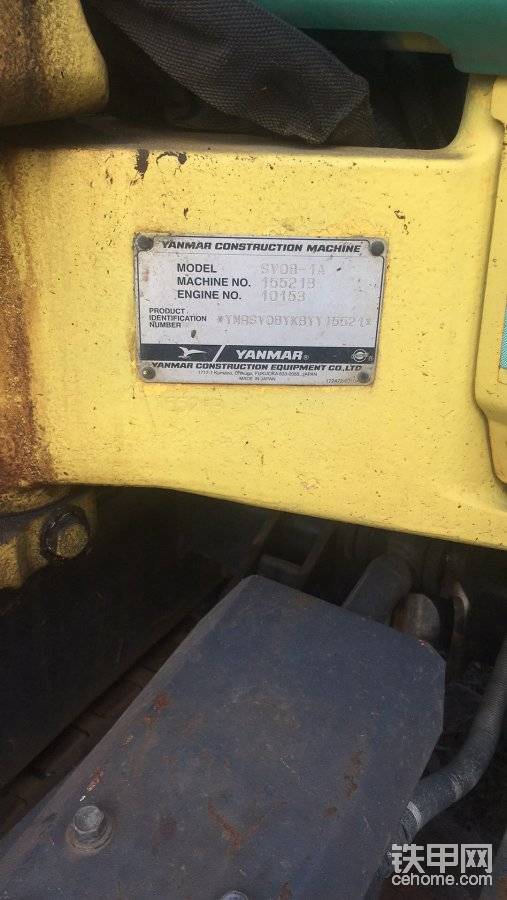 YANMAR CONSTRUCTION MACHINE
MODEL SV08-1A
MACHINE NO. 15521B
ENGINE NO. 10153
PRODUCT IDENTIFICATION NUMBER
YANMAR®
YANMAR CONSTRUCTION EQUIPMENT CO.,LTD
MADE IN JAPAN
铁甲网
cehome.com